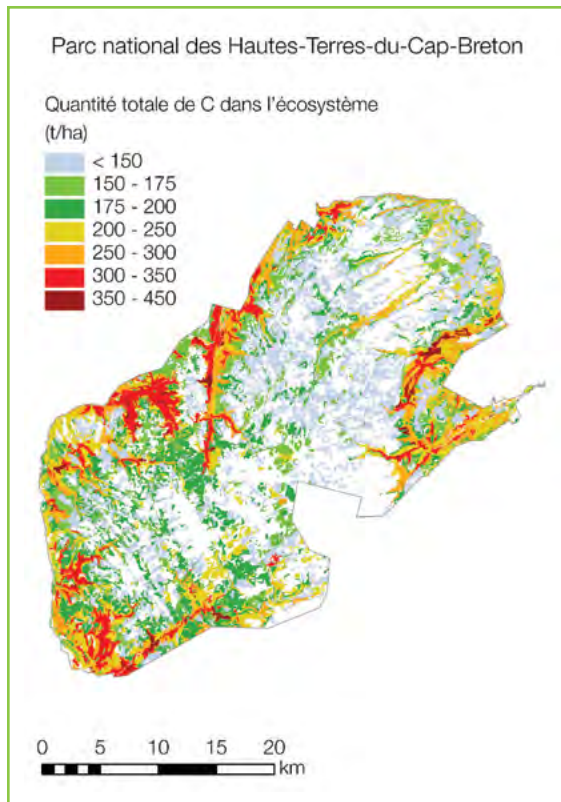 Parc national des Hautes-Terres-du-Cap-Breton
Quantité totale de C dans l'écosystème
(t/ha)
< 150
150 - 175
175 - 200
200 - 250
250 - 300
300 - 350
350 - 450
0 5 10 15 20
km